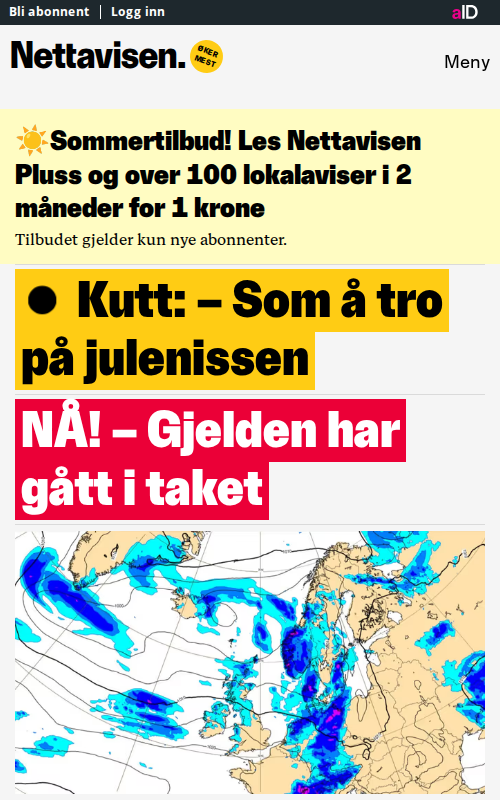 Bli abonnent Logg inn aID
Nettavisen. ØKER MEST
Meny
Sommertilbud! Les Nettavisen
Pluss og over 100 lokalaviser i 2
måneder for 1 krone
Tilbudet gjelder kun nye abonnenter.
Kutt: – Som å tro
på julenissen
NÅ! – Gjelden har
gått i taket